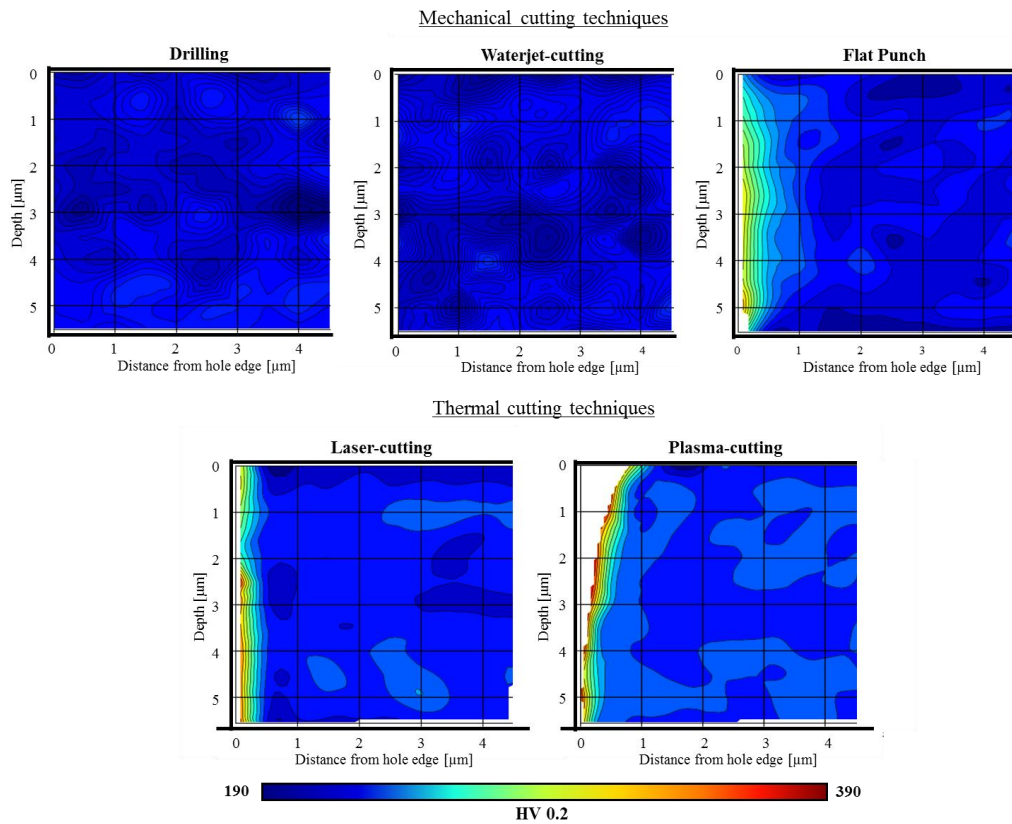 Mechanical cutting techniques
Drilling
Waterjet-cutting
Flat Punch
0
1
2
3
4
5
Depth [µm]
0 1 2 3 4
Distance from hole edge [µm]
0
1
2
3
4
5
Depth [µm]
0 1 2 3 4
Distance from hole edge [µm]
0
1
2
3
4
5
Depth [µm]
0 1 2 3 4
Distance from hole edge [µm]
Thermal cutting techniques
Laser-cutting
Plasma-cutting
0
1
2
3
4
5
Depth [µm]
0 1 2 3 4
Distance from hole edge [µm]
0
1
2
3
4
5
Depth [µm]
0 1 2 3 4
Distance from hole edge [µm]
190 390
HV 0.2